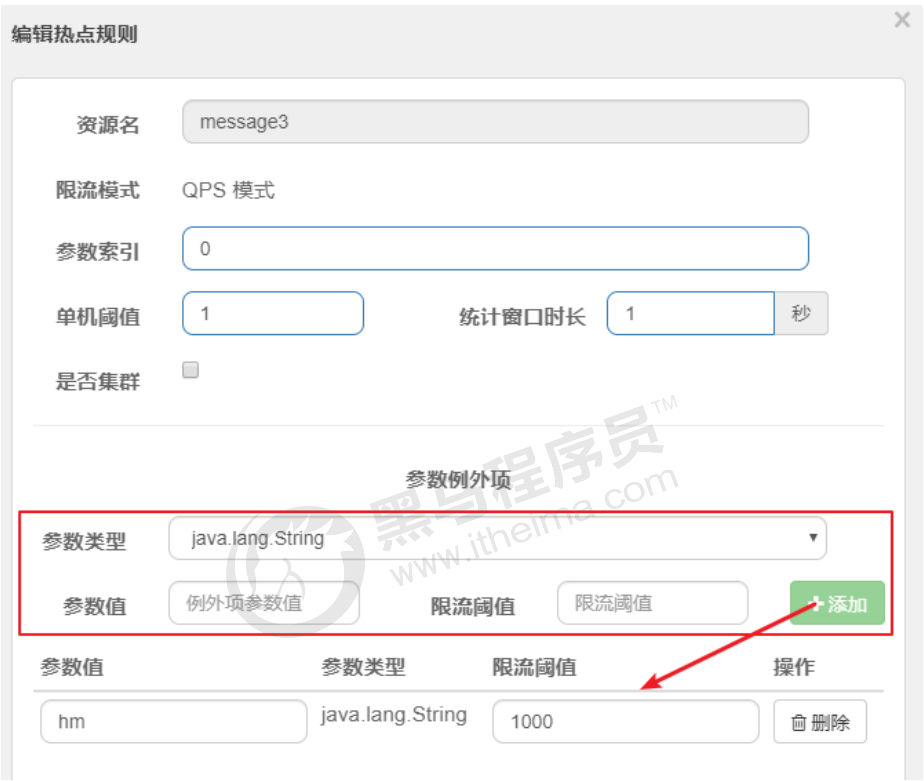 编辑热点规则 ×
资源名 message3
限流模式 QPS 模式
参数索引 0
单机阈值 1 统计窗口时长 1 秒
是否集群
参数例外项
黑马程序员™
www.itheima.com
参数类型 java.lang.String
参数值 例外项参数值 限流阈值 限流阈值 +添加
参数值 参数类型 限流阈值 操作
hm java.lang.String 1000 删除